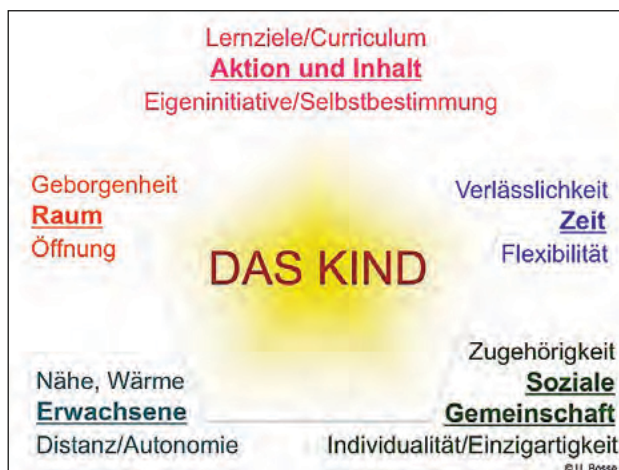 Lernziele/Curriculum
Aktion und Inhalt
Eigeninitiative/Selbstbestimmung
Geborgenheit
Raum
Öffnung
Verlässlichkeit
Zeit
Flexibilität
DAS KIND
Nähe, Wärme
Erwachsene
Distanz/Autonomie
Zugehörigkeit
Soziale
Gemeinschaft
Individualität/Einzigartigkeit
© U. Bosse